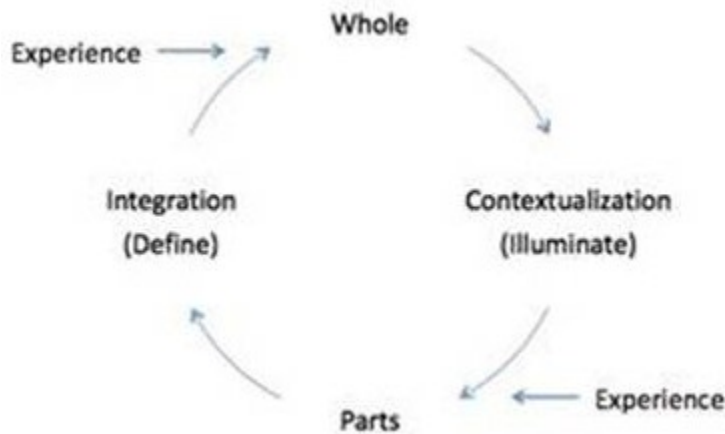 Whole
Experience
Integration
(Define)
Contextualization
(Illuminate)
Experience
Parts